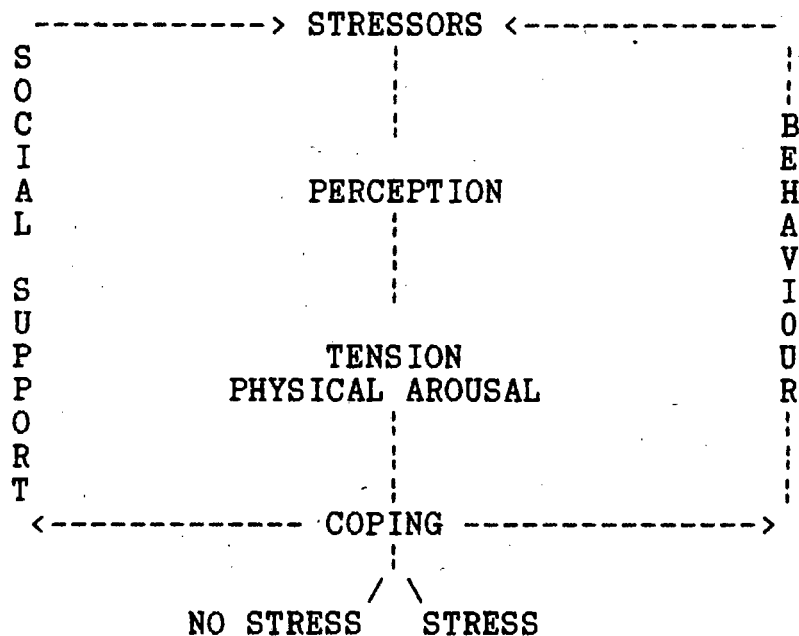 STRESSORS
SOCIAL SUPPORT
BEHAVIOUR
PERCEPTION
TENSION
PHYSICAL AROUSAL
COPING
NO STRESS STRESS